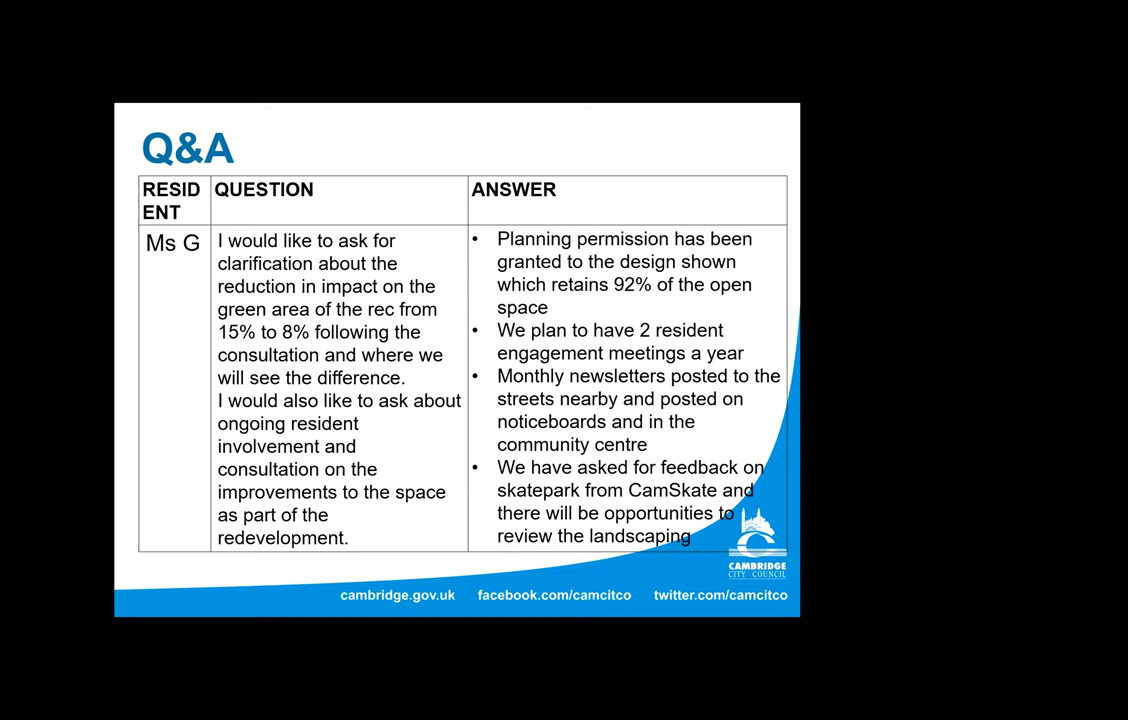 Q&A
RESID
ENT
QUESTION
ANSWER
Ms G
I would like to ask for
clarification about the
reduction in impact on the
green area of the rec from
15% to 8% following the
consultation and where we
will see the difference.
I would also like to ask about
ongoing resident
involvement and
consultation on the
improvements to the space
as part of the
redevelopment.
• Planning permission has been
granted to the design shown
which retains 92% of the open
space
• We plan to have 2 resident
engagement meetings a year
• Monthly newsletters posted to the
streets nearby and posted on
noticeboards and in the
community centre
• We have asked for feedback on
skatepark from CamSkate and
there will be opportunities to
review the landscaping
CAMBRIDGE
CITY COUNCIL
cambridge.gov.uk facebook.com/camcitco twitter.com/camcitco